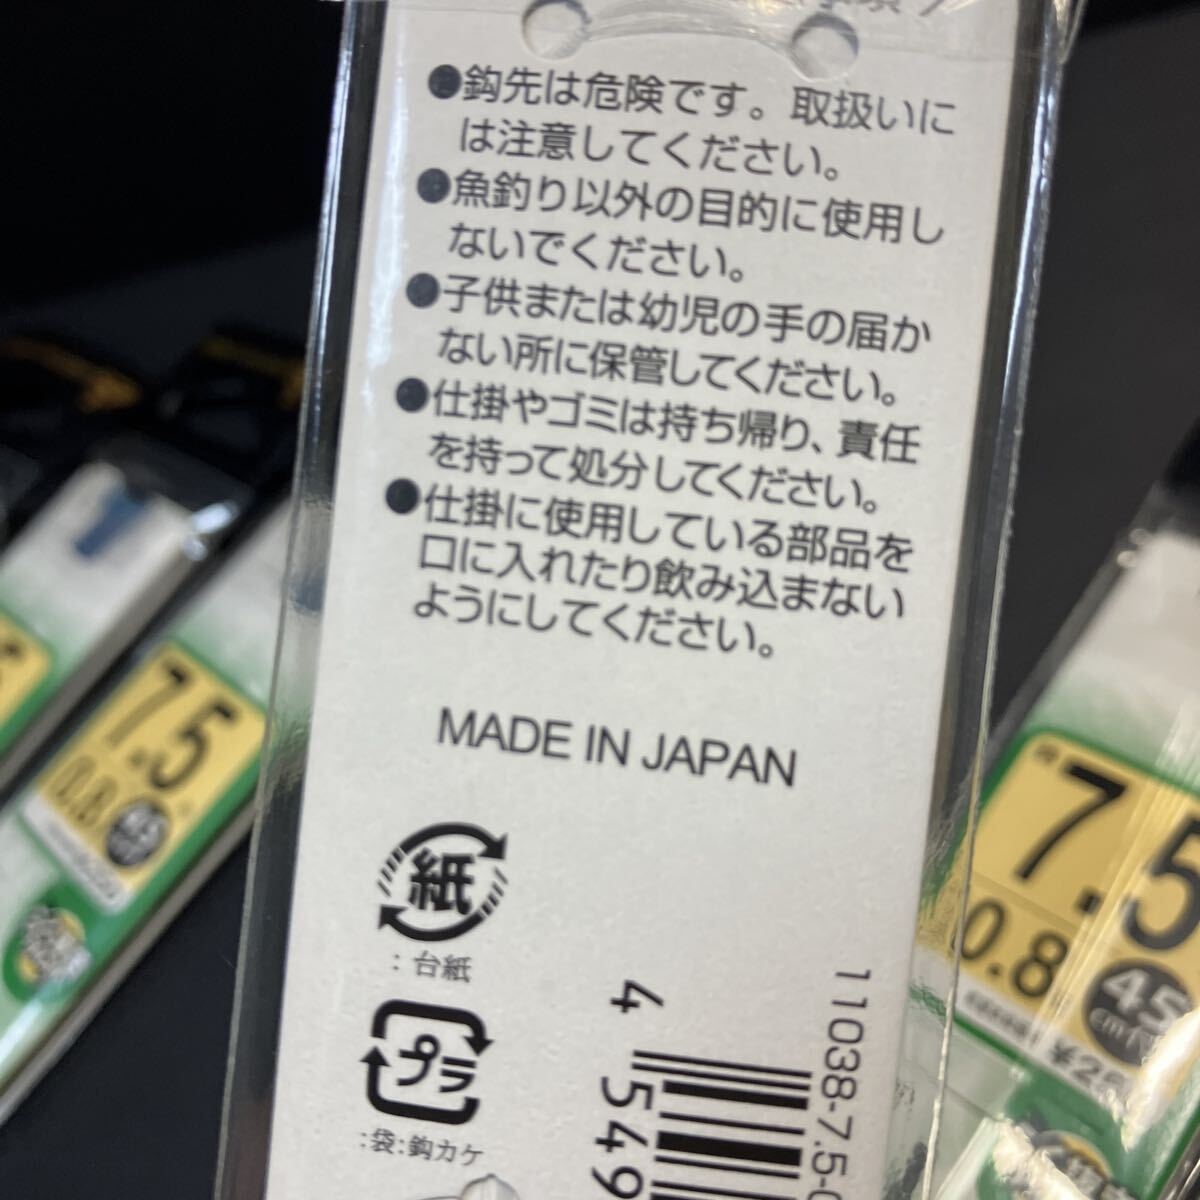 ●鈎先は危険です。取扱いに
は注意してください。
●魚釣り以外の目的に使用し
ないでください。
●子供または幼児の手の届か
ない所に保管してください。
●仕掛やゴミは持ち帰り、責任
を持って処分してください。
●仕掛に使用している部品を
口に入れたり飲み込まない
ようにしてください。
MADE IN JAPAN
紙
:台紙
プラ
:袋:鈎カケ
4 549
11038-7.5-0
7.5
0.8
45
7.5
0.8
45
cm